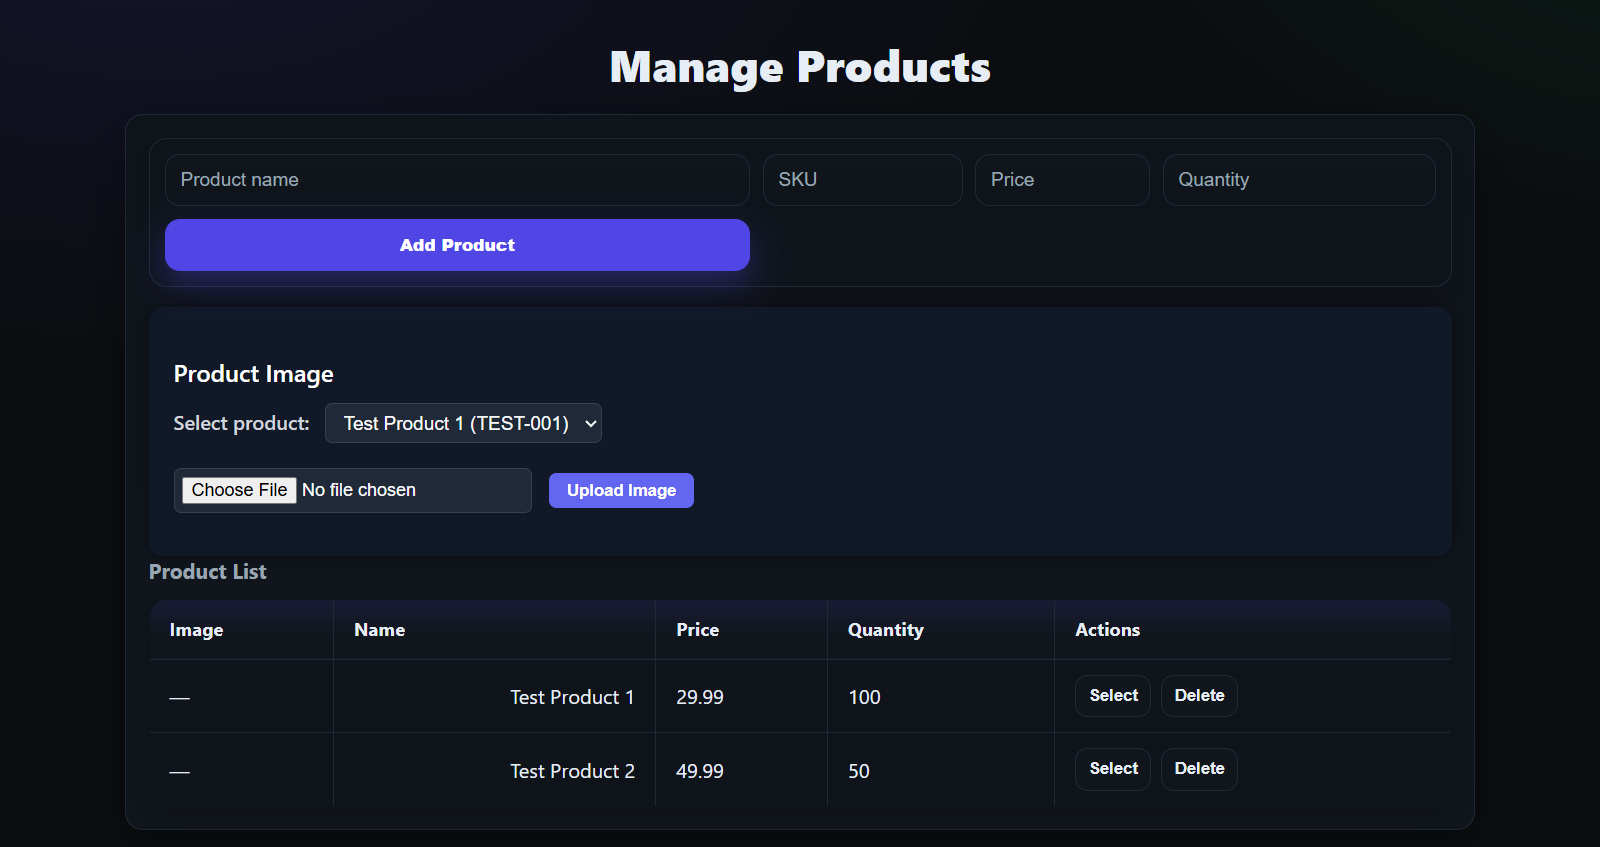 Manage Products
Product name SKU Price Quantity
Add Product
Product Image
Select product: Test Product 1 (TEST-001)
Choose File No file chosen Upload Image
Product List
Image Name Price Quantity Actions
— Test Product 1 29.99 100 Select Delete
— Test Product 2 49.99 50 Select Delete